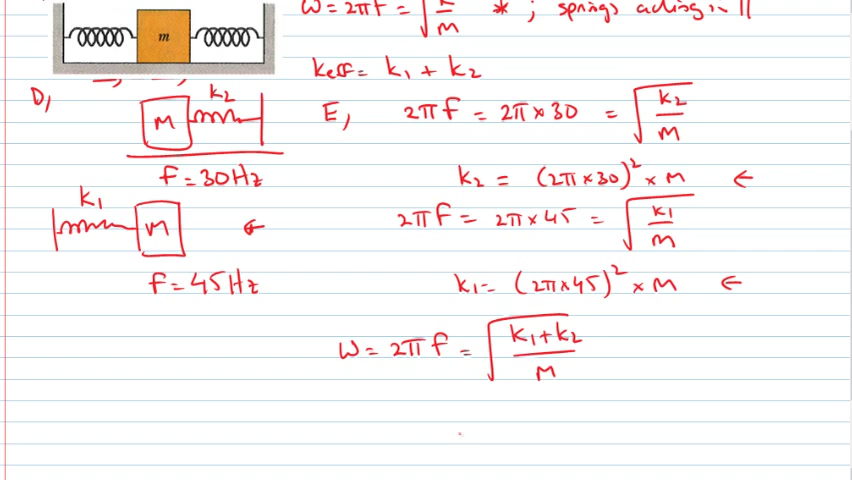 ω = 2πf = √(k/m) * ; springs acting in ||
m
keff = k1 + k2
D,
k2
M
E, 2πf = 2π×30 = √(k2/M)
f = 30Hz
k2 = (2π×30)² × M ←
k1
M ←
2πf = 2π×45 = √(k1/M)
f = 45Hz
k1 = (2π×45)² × M ←
ω = 2πf = √((k1+k2)/M)